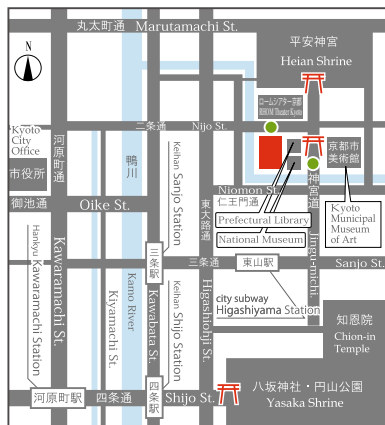 丸太町通 Marutamachi St.
N
平安神宮
Heian Shrine
ロームシアター京都
ROHM Theater Kyoto
二条通 Nijo St.
Kyoto
City
Office
市役所
河原町通
鴨川
Keihan Sanjo Station
京都市
美術館
神宮道
Niomon St.
仁王門通
御池通 Oike St.
東大路通
Prefectural Library
National Museum
Kyoto
Municipal
Museum
of Art
Jingu-michi.
Hankyu Kawaramachi Station
Kawaramachi St.
Kiyamachi St.
Kamo River
三条駅
Kawabata St.
Keihan Shijo Station
Higashiohji St.
三条通
東山駅
Sanjo St.
city subway
Higashiyama Station
知恩院
Chion-in
Temple
河原町駅
四条通
四条駅
Shijo St.
八坂神社・円山公園
Yasaka Shrine